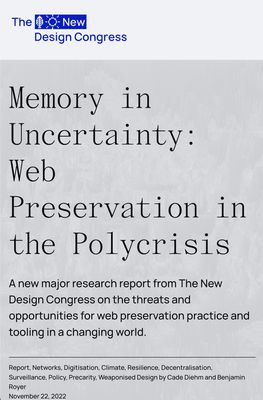 The New
Design Congress
Memory in
Uncertainty:
Web
Preservation in
the Polycrisis
A new major research report from The New
Design Congress on the threats and
opportunities for web preservation practice and
tooling in a changing world.
Report, Networks, Digitisation, Climate, Resilience, Decentralisation,
Surveillance, Policy, Precarity, Weaponised Design by Cade Diehm and Benjamin
Royer
November 22, 2022